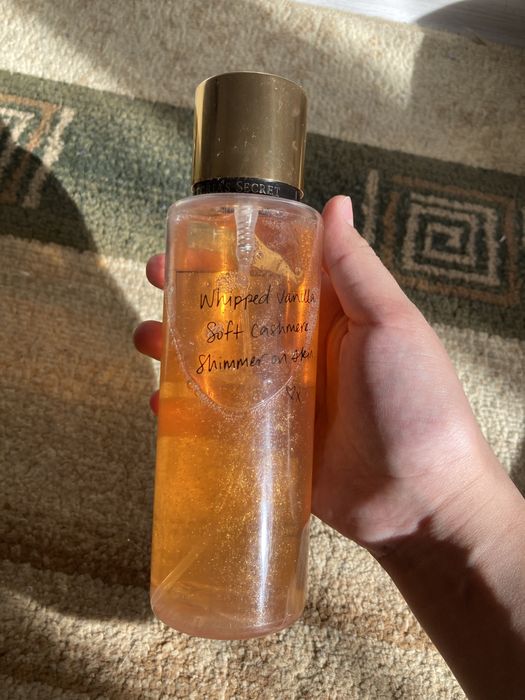 SECRET
Whipped Vanilla
Soft Cashmere
Shimmer on skin